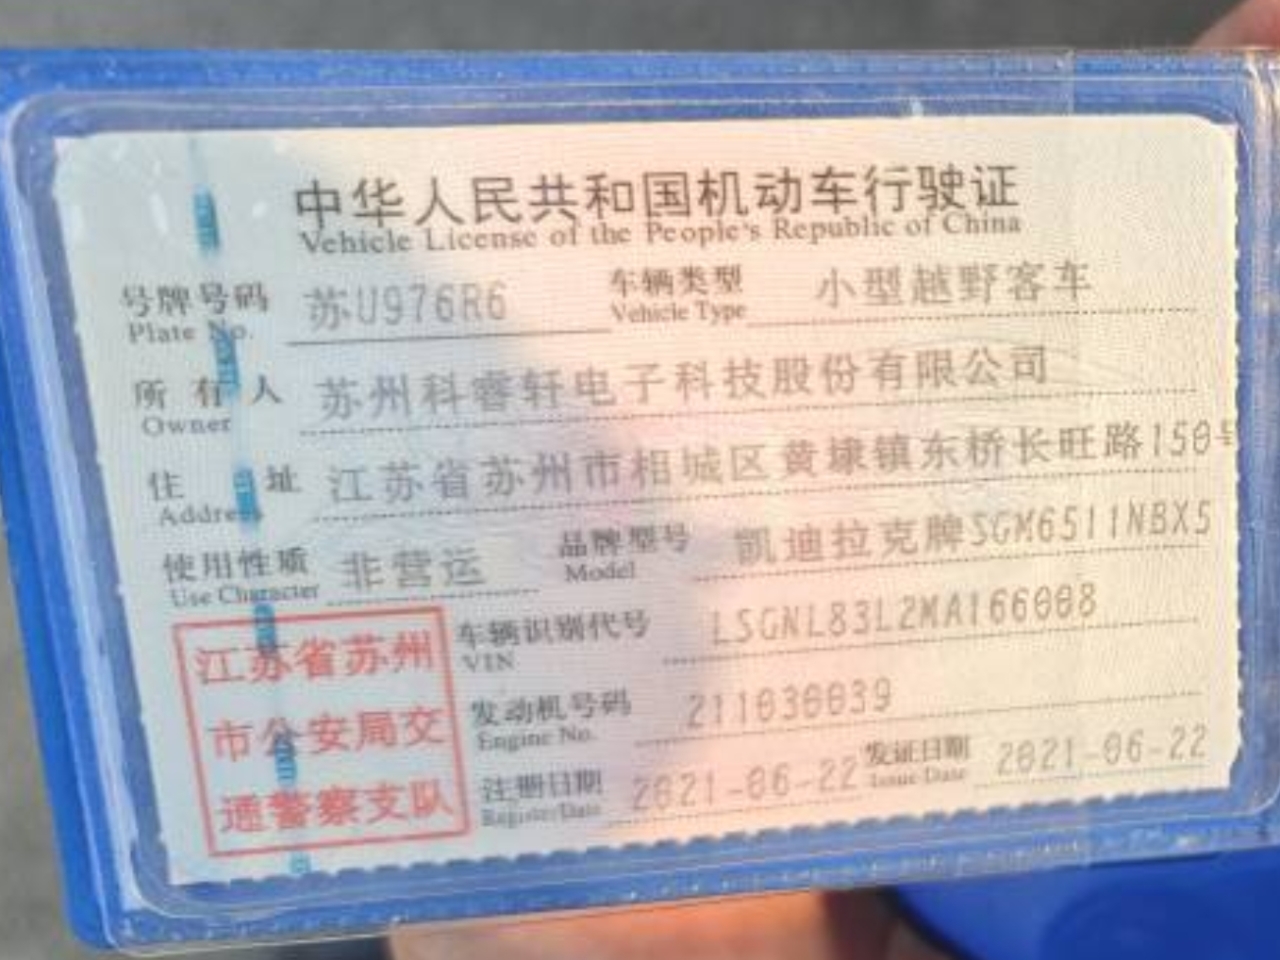 中华人民共和国机动车行驶证
Vehicle License of the People's Republic of China
号牌号码 苏U976R6 车辆类型 小型越野客车
Plate No. Vehicle Type
所有人 苏州科睿轩电子科技股份有限公司
Owner
住址 江苏省苏州市相城区黄埭镇东桥长旺路150号
Address
使用性质 非营运 品牌型号 凯迪拉克牌SGM6511NBX5
Use Character Model
车辆识别代号 LSGNL83L2MA166008
VIN
发动机号码 211030039
Engine No.
注册日期 2021-06-22 发证日期 2021-06-22
Register Date Issue Date
江苏省苏州
市公安局交
通警察支队